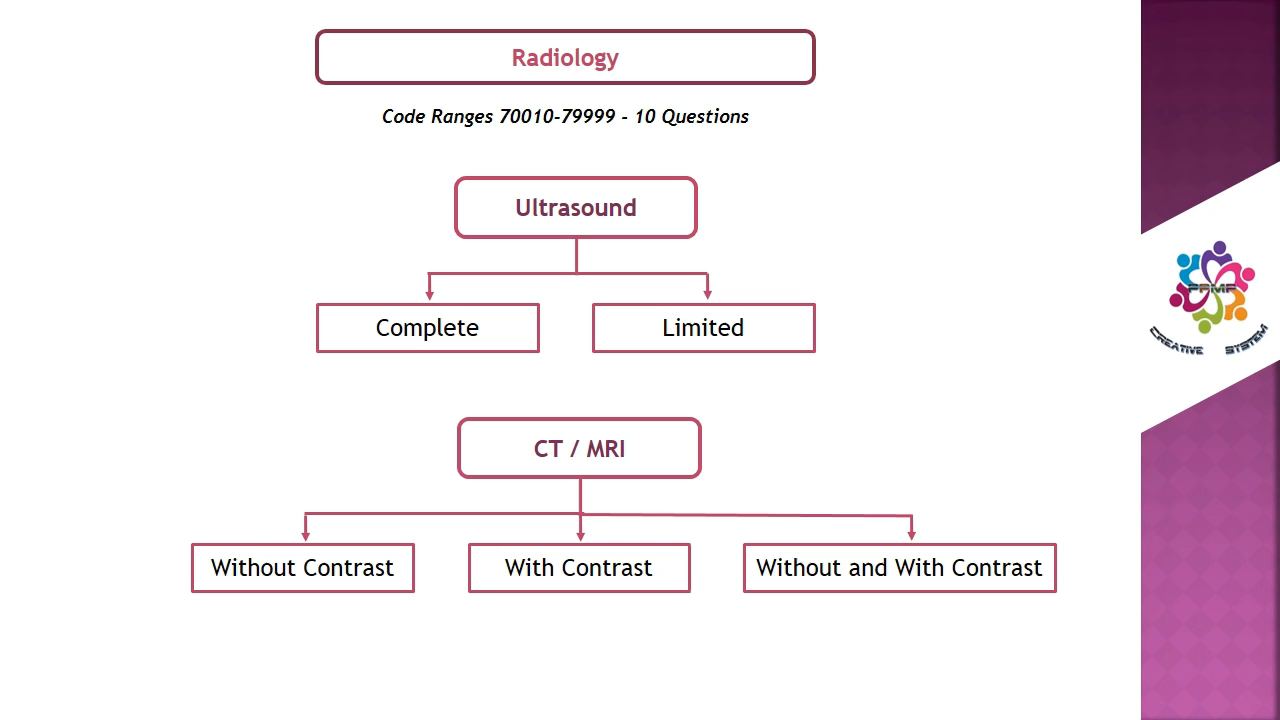 Radiology
Code Ranges 70010-79999 - 10 Questions
Ultrasound
Complete
Limited
PPMP
CREATIVE SYSTEM
CT / MRI
Without Contrast
With Contrast
Without and With Contrast